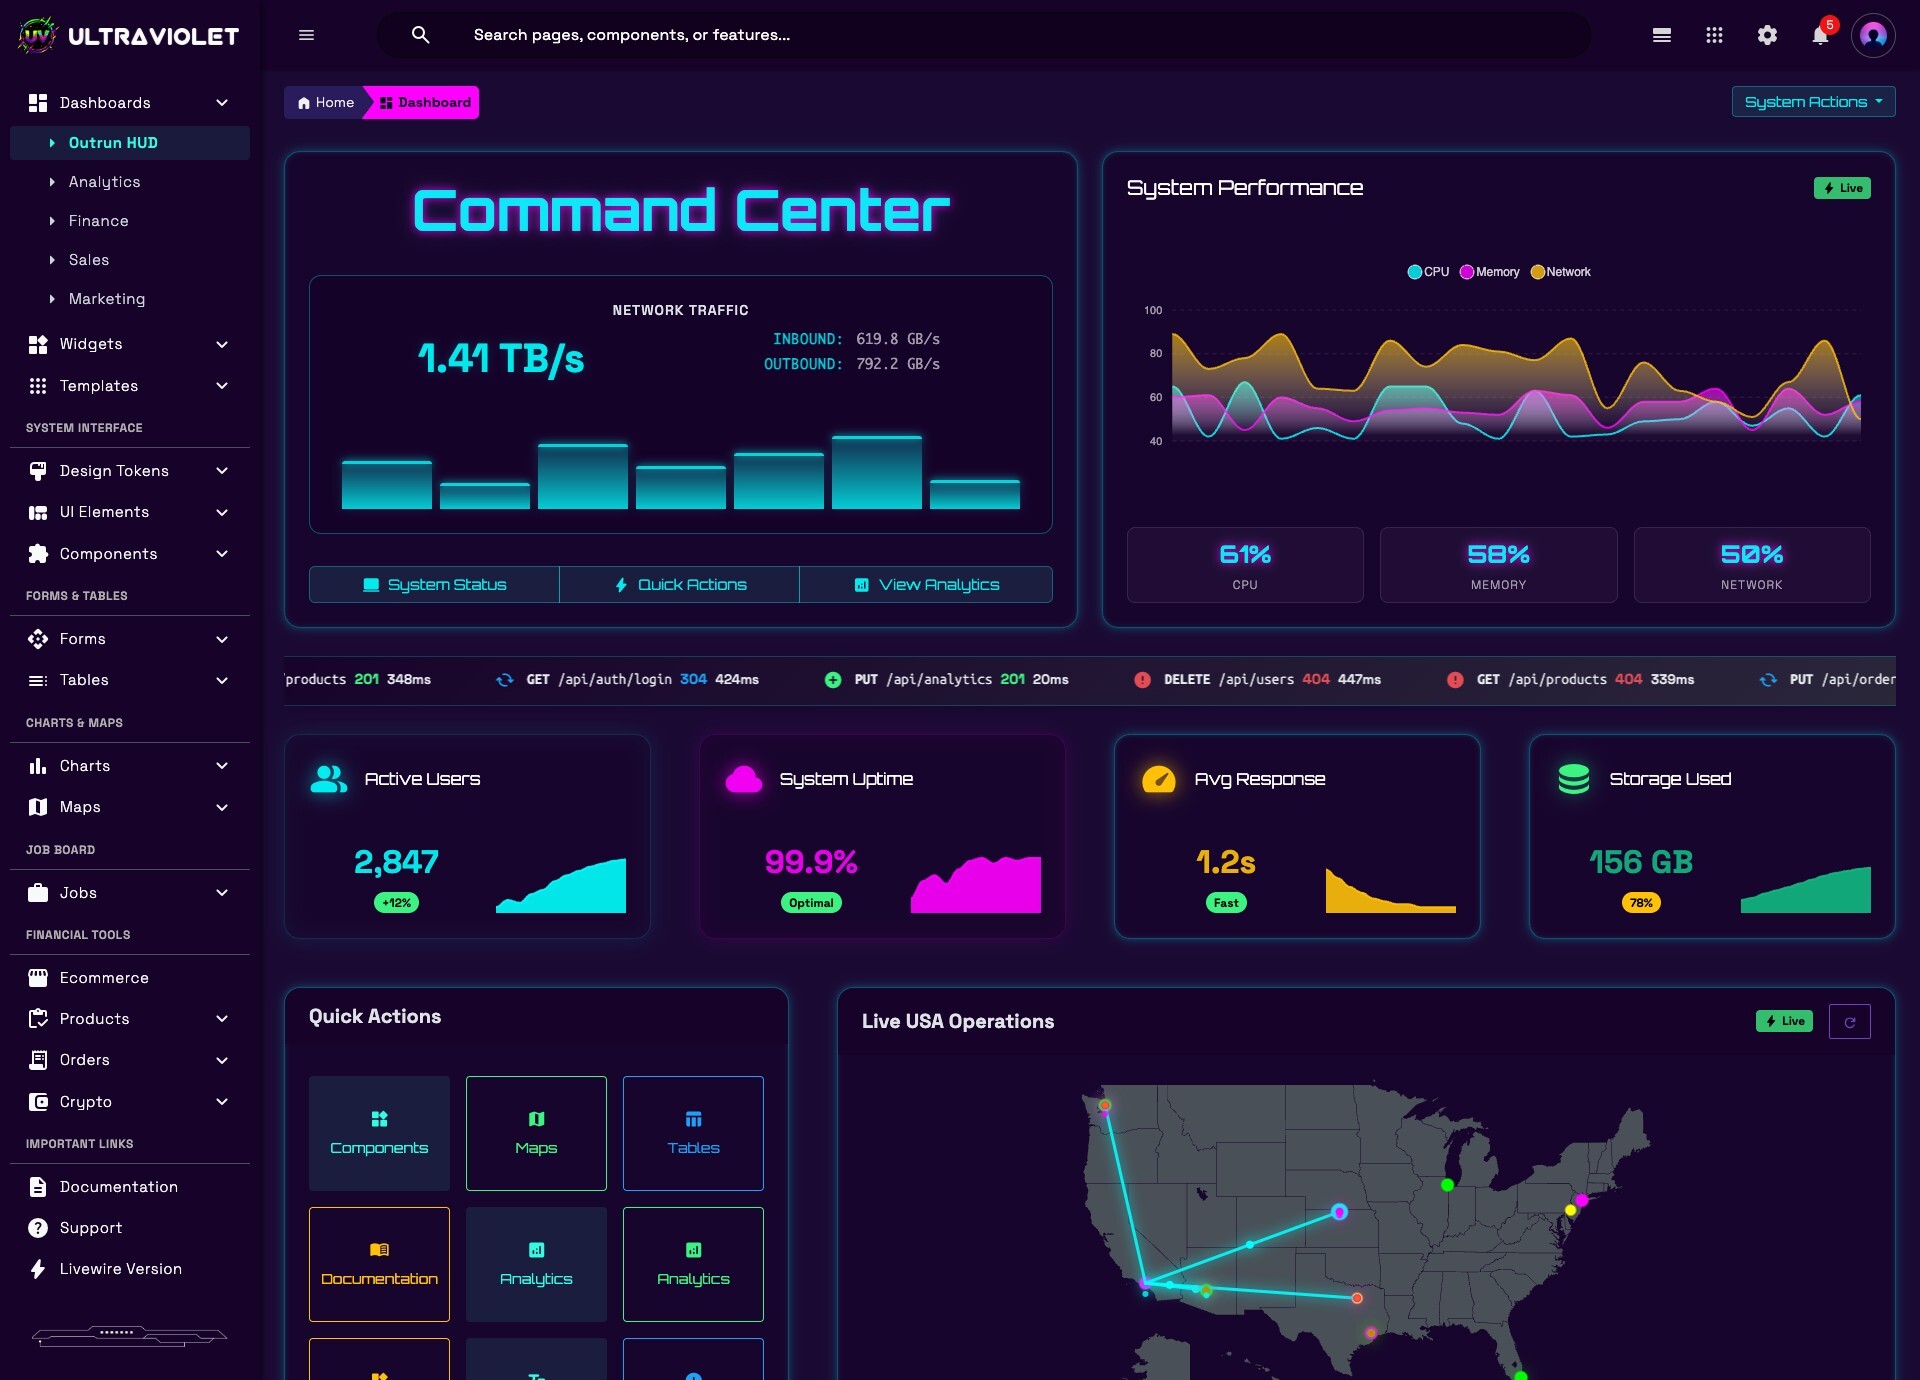 ULTRAVIOLET
Search pages, components, or features...
5
Dashboards
Outrun HUD
Analytics
Finance
Sales
Marketing
Widgets
Templates
SYSTEM INTERFACE
Design Tokens
UI Elements
Components
FORMS & TABLES
Forms
Tables
CHARTS & MAPS
Charts
Maps
JOB BOARD
Jobs
FINANCIAL TOOLS
Ecommerce
Products
Orders
Crypto
IMPORTANT LINKS
Documentation
Support
Livewire Version
Home Dashboard
System Actions
Command Center
NETWORK TRAFFIC
1.41 TB/s
INBOUND: 619.8 GB/s
OUTBOUND: 792.2 GB/s
System Status Quick Actions View Analytics
System Performance
Live
CPU Memory Network
100
80
60
40
61% 58% 50%
CPU MEMORY NETWORK
/products 201 348ms GET /api/auth/login 304 424ms PUT /api/analytics 201 20ms DELETE /api/users 404 447ms GET /api/products 404 339ms PUT /api/order
Active Users
2,847
+12%
System Uptime
99.9%
Optimal
Avg Response
1.2s
Fast
Storage Used
156 GB
78%
Quick Actions
Components Maps Tables
Documentation Analytics Analytics
Live USA Operations
Live